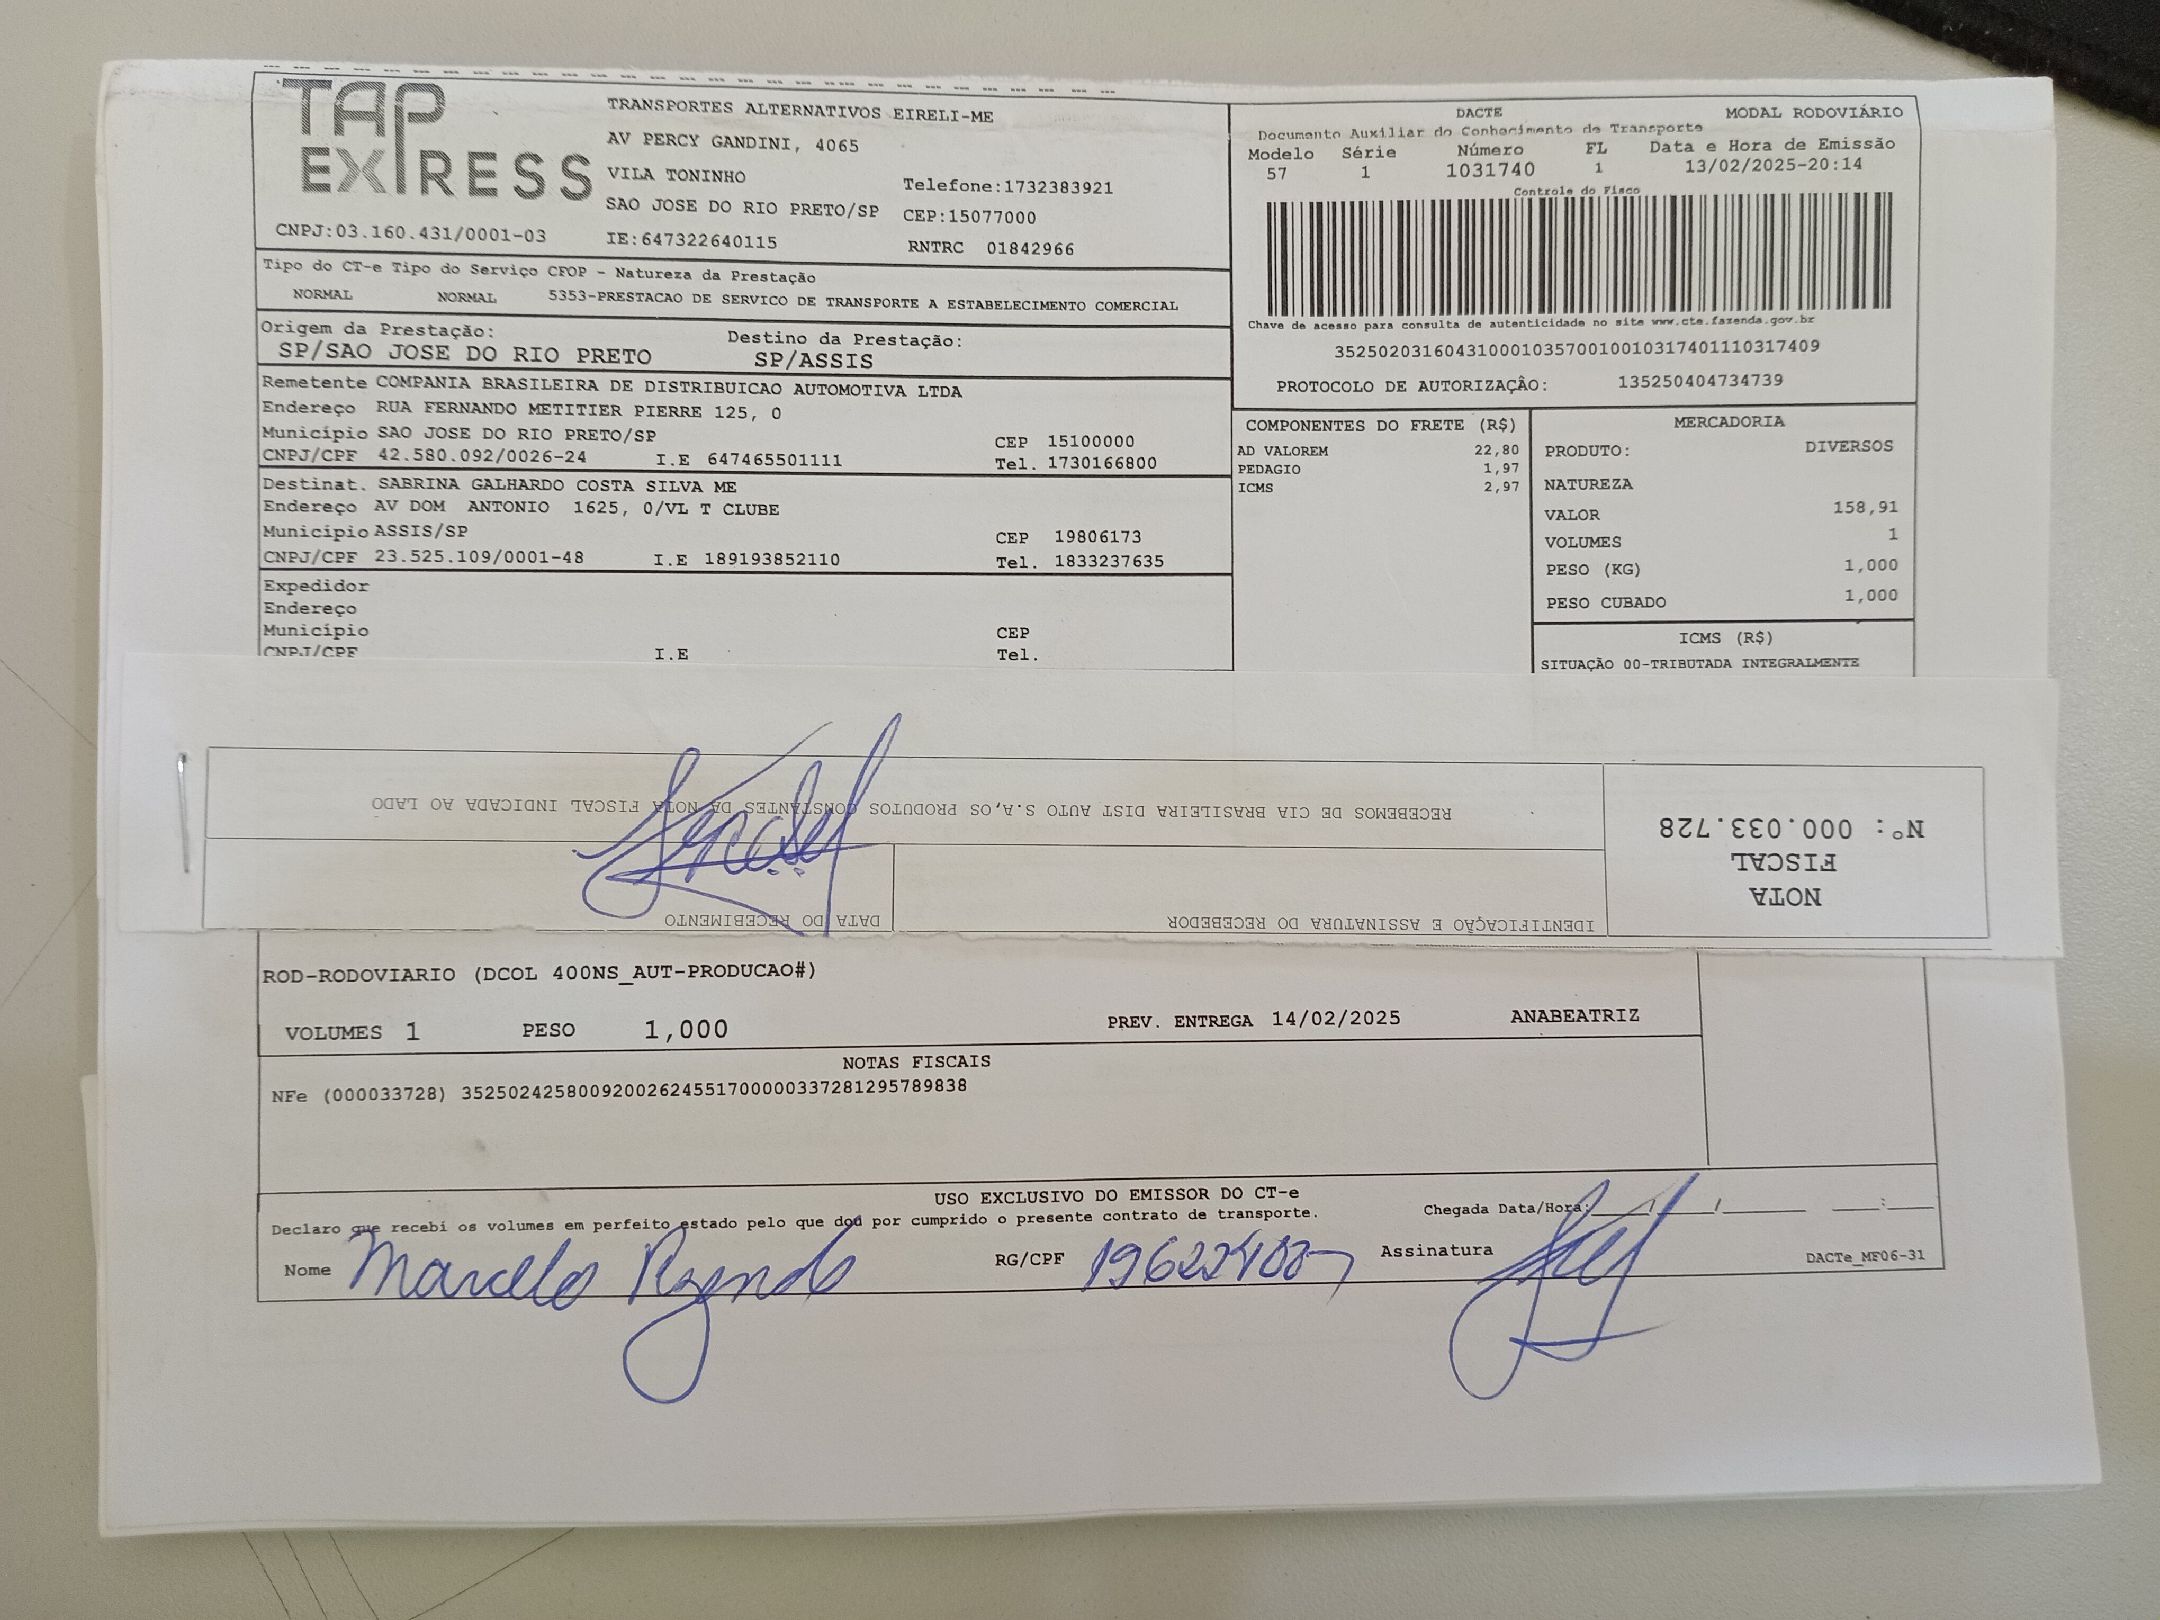 TAP EXPRESS
TRANSPORTES ALTERNATIVOS EIRELI-ME
AV PERCY GANDINI, 4065
VILA TONINHO Telefone:1732383921
SAO JOSE DO RIO PRETO/SP CEP:15077000
CNPJ:03.160.431/0001-03 IE:647322640115 RNTRC 01842966
DACTE MODAL RODOVIÁRIO
Documento Auxiliar do Conhecimento de Transporte
Modelo Série Número FL Data e Hora de Emissão
57 1 1031740 1 13/02/2025-20:14
Controle do Fisco
Chave de acesso para consulta de autenticidade no site www.cte.fazenda.gov.br
35250203160431000103570010010317401110317409
PROTOCOLO DE AUTORIZAÇÃO: 135250404734739
Tipo do CT-e Tipo do Serviço CFOP - Natureza da Prestação
NORMAL NORMAL 5353-PRESTACAO DE SERVICO DE TRANSPORTE A ESTABELECIMENTO COMERCIAL
Origem da Prestação: Destino da Prestação:
SP/SAO JOSE DO RIO PRETO SP/ASSIS
Remetente COMPANIA BRASILEIRA DE DISTRIBUICAO AUTOMOTIVA LTDA
Endereço RUA FERNANDO METITIER PIERRE 125, 0
Município SAO JOSE DO RIO PRETO/SP CEP 15100000
CNPJ/CPF 42.580.092/0026-24 I.E 647465501111 Tel. 1730166800
Destinat. SABRINA GALHARDO COSTA SILVA ME
Endereço AV DOM ANTONIO 1625, 0/VL T CLUBE
Município ASSIS/SP CEP 19806173
CNPJ/CPF 23.525.109/0001-48 I.E 189193852110 Tel. 1833237635
Expedidor
Endereço
Município CEP
CNPJ/CPF I.E Tel.
COMPONENTES DO FRETE (R$)
AD VALOREM 22,80
PEDAGIO 1,97
ICMS 2,97
MERCADORIA
PRODUTO: DIVERSOS
NATUREZA
VALOR 158,91
VOLUMES 1
PESO (KG) 1,000
PESO CUBADO 1,000
ICMS (R$)
SITUAÇÃO 00-TRIBUTADA INTEGRALMENTE
NOTA
FISCAL
Nº: 000.033.728
IDENTIFICAÇÃO E ASSINATURA DO RECEBEDOR
DATA DO RECEBIMENTO
RECEBEMOS DE CIA BRASILEIRA DIST AUTO S.A,OS PRODUTOS CONSTANTES DA NOTA FISCAL INDICADA AO LADO
ROD-RODOVIARIO (DCOL 400NS_AUT-PRODUCAO#)
VOLUMES 1 PESO 1,000 PREV. ENTREGA 14/02/2025 ANABEATRIZ
NOTAS FISCAIS
NFe (000033728) 35250242580092002624551700000337281295789838
USO EXCLUSIVO DO EMISSOR DO CT-e
Declaro que recebi os volumes em perfeito estado pelo que dou por cumprido o presente contrato de transporte. Chegada Data/Hora: / / :
Nome Marcelo RG/CPF Assinatura DACTe_MF06-31